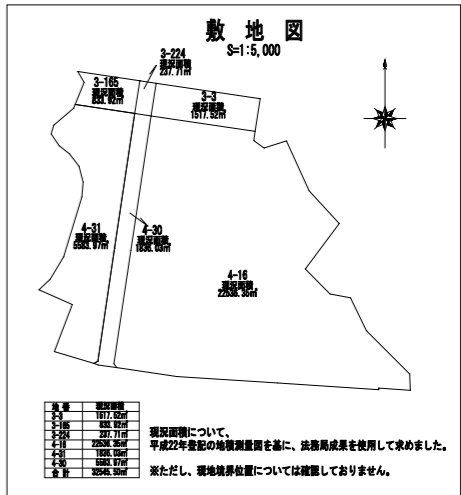 敷地図
S=1:5,000
3-224
現況面積
237.71㎡
3-165
現況面積
833.92㎡
3-3
現況面積
1517.52㎡
4-31
現況面積
5583.97㎡
4-30
現況面積
1836.03㎡
4-16
現況面積
22536.35㎡
地番 現況面積
3-3 1517.52㎡
3-165 833.92㎡
3-224 237.71㎡
4-16 22536.35㎡
4-31 1836.03㎡
4-30 5583.97㎡
合計 32545.50㎡
現況面積について、
平成22年登記の地積測量図を基に、法務局成果を使用して求めました。
※ただし、現地境界位置については確認しておりません。